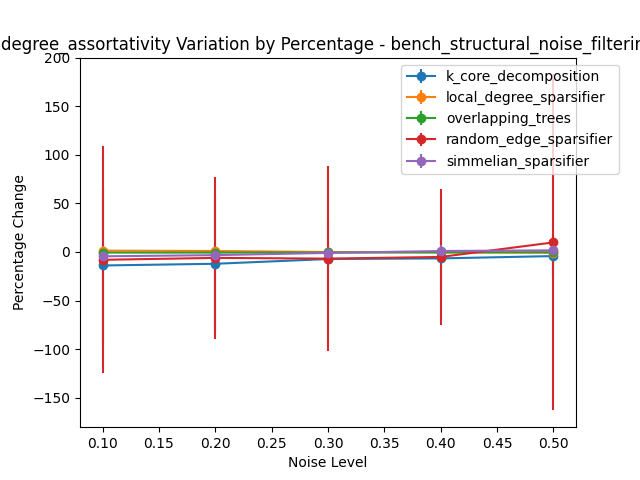 degree_assortativity Variation by Percentage - bench_structural_noise_filterin
k_core_decomposition
local_degree_sparsifier
overlapping_trees
random_edge_sparsifier
simmelian_sparsifier
200
150
100
50
0
−50
−100
−150
Percentage Change
0.10 0.15 0.20 0.25 0.30 0.35 0.40 0.45 0.50
Noise Level